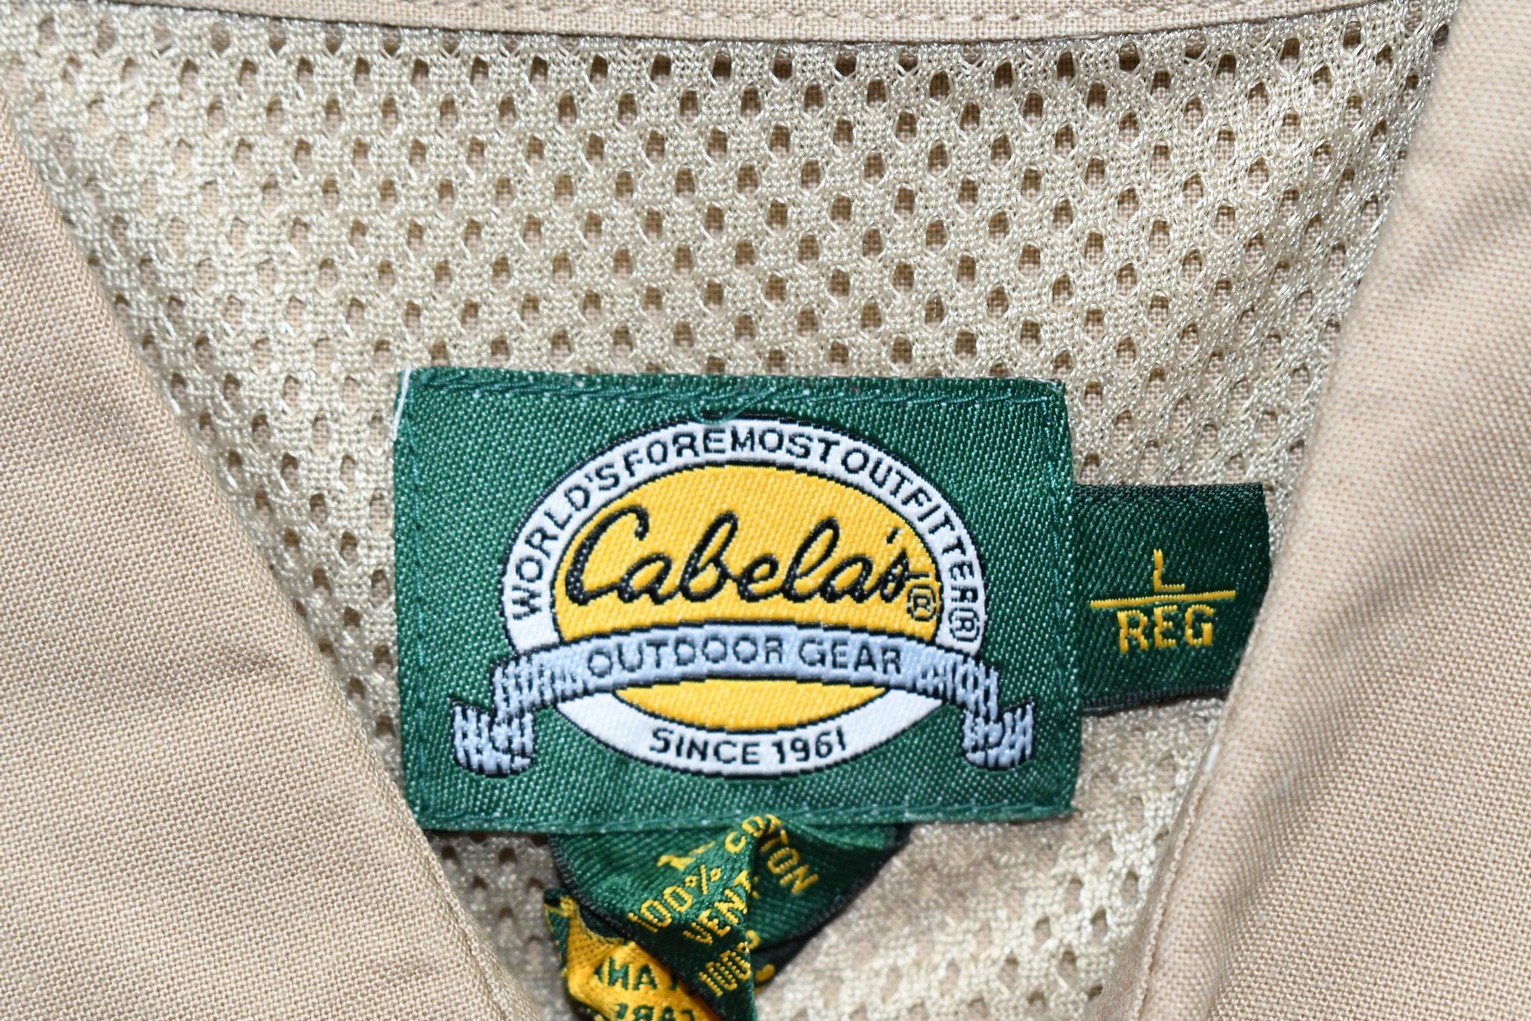 WORLD'S FOREMOST OUTFITTER®
Cabela's®
OUTDOOR GEAR
SINCE 1961
L
REG
100% COTTON
VENT
100%